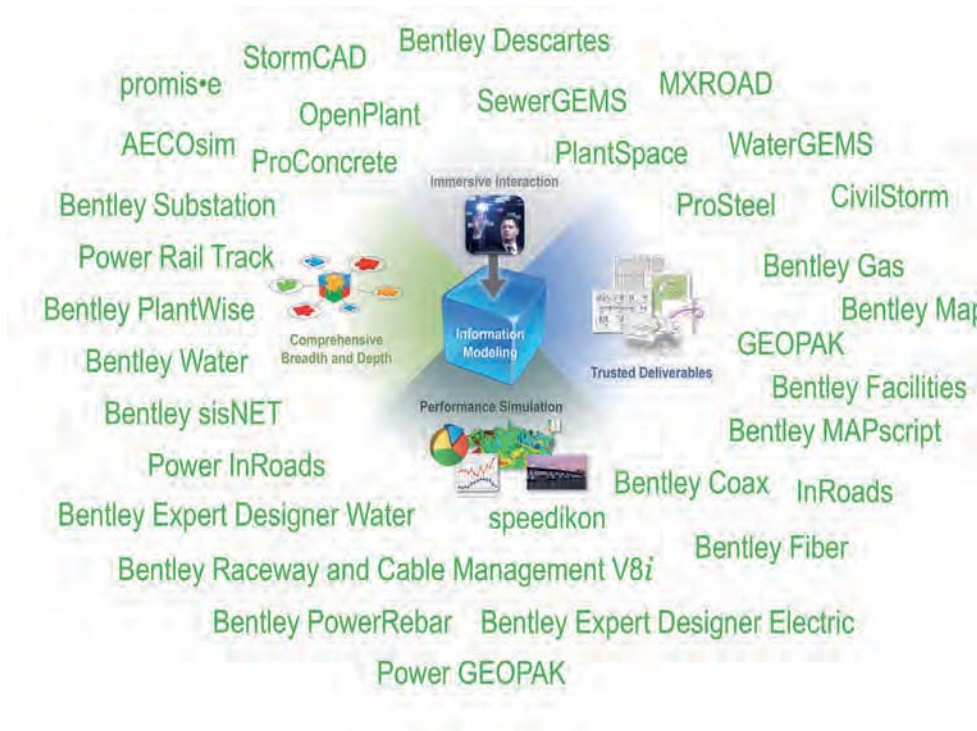 Bentley Descartes
StormCAD
promis•e
MXROAD
SewerGEMS
OpenPlant
AECOsim
ProConcrete
PlantSpace
WaterGEMS
Immersive Interaction
Bentley Substation
ProSteel
CivilStorm
Power Rail Track
Bentley Gas
Bentley PlantWise
Bentley Map
Comprehensive
Breadth and Depth
Information
Modeling
GEOPAK
Bentley Water
Trusted Deliverables
Bentley Facilities
Bentley sisNET
Performance Simulation
Bentley MAPscript
Power InRoads
Bentley Coax
InRoads
Bentley Expert Designer Water
speedikon
Bentley Fiber
Bentley Raceway and Cable Management V8i
Bentley PowerRebar
Bentley Expert Designer Electric
Power GEOPAK